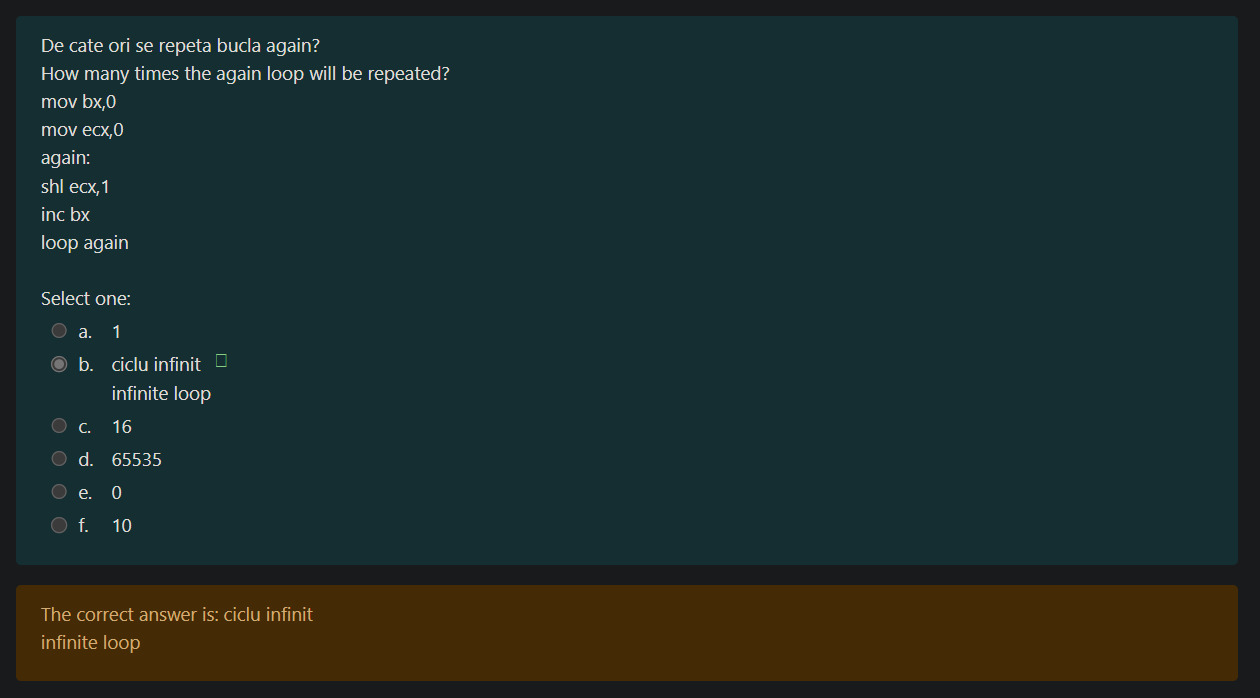 De cate ori se repeta bucla again?
How many times the again loop will be repeated?
mov bx,0
mov ecx,0
again:
shl ecx,1
inc bx
loop again
Select one:
a. 1
b. ciclu infinit
infinite loop
c. 16
d. 65535
e. 0
f. 10
The correct answer is: ciclu infinit
infinite loop